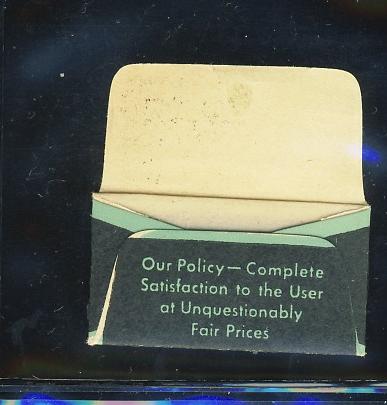 Our Policy — Complete
Satisfaction to the User
at Unquestionably
Fair Prices